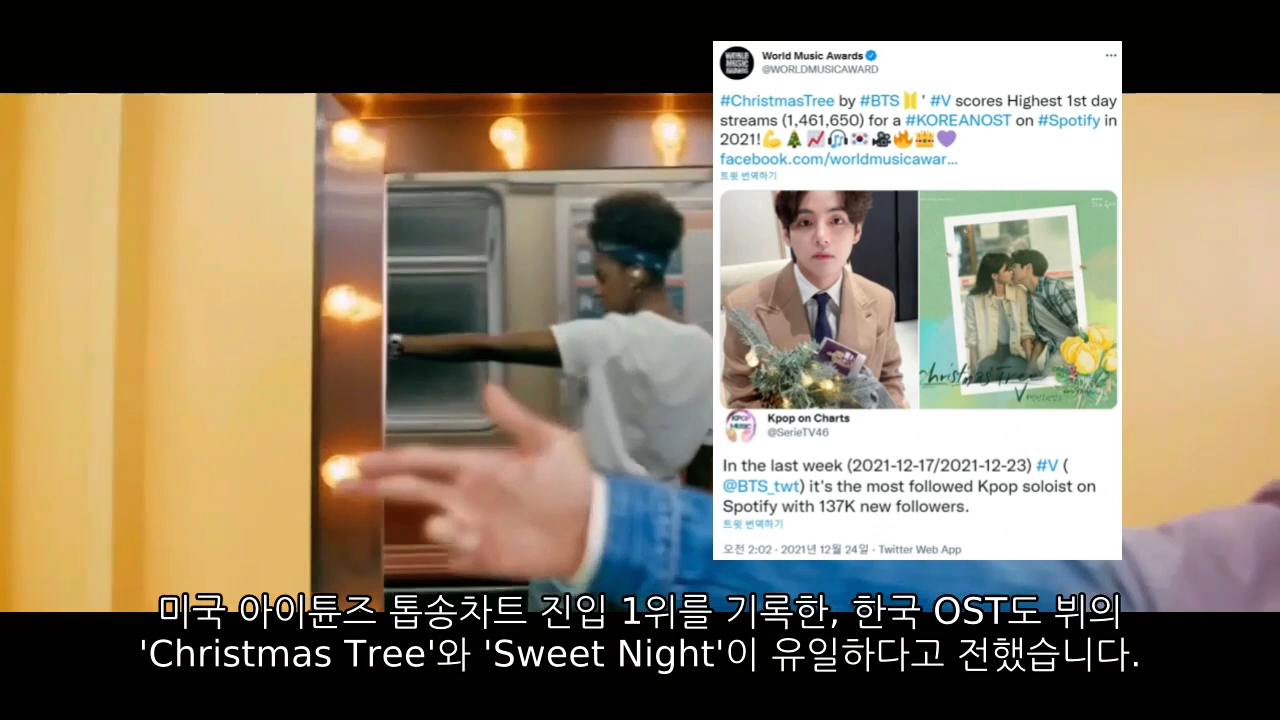 World Music Awards
@WORLDMUSICAWARD
#ChristmasTree by #BTS ' #V scores Highest 1st day
streams (1,461,650) for a #KOREANOST on #Spotify in
2021!
facebook.com/worldmusicawar...
트윗 번역하기
Christmas Tree
V
Kpop on Charts
@SerieTV46
In the last week (2021-12-17/2021-12-23) #V (
@BTS_twt) it's the most followed Kpop soloist on
Spotify with 137K new followers.
트윗 번역하기
오전 2:02 · 2021년 12월 24일 · Twitter Web App
미국 아이튠즈 톱송차트 진입 1위를 기록한, 한국 OST도 뷔의
'Christmas Tree'와 'Sweet Night'이 유일하다고 전했습니다.